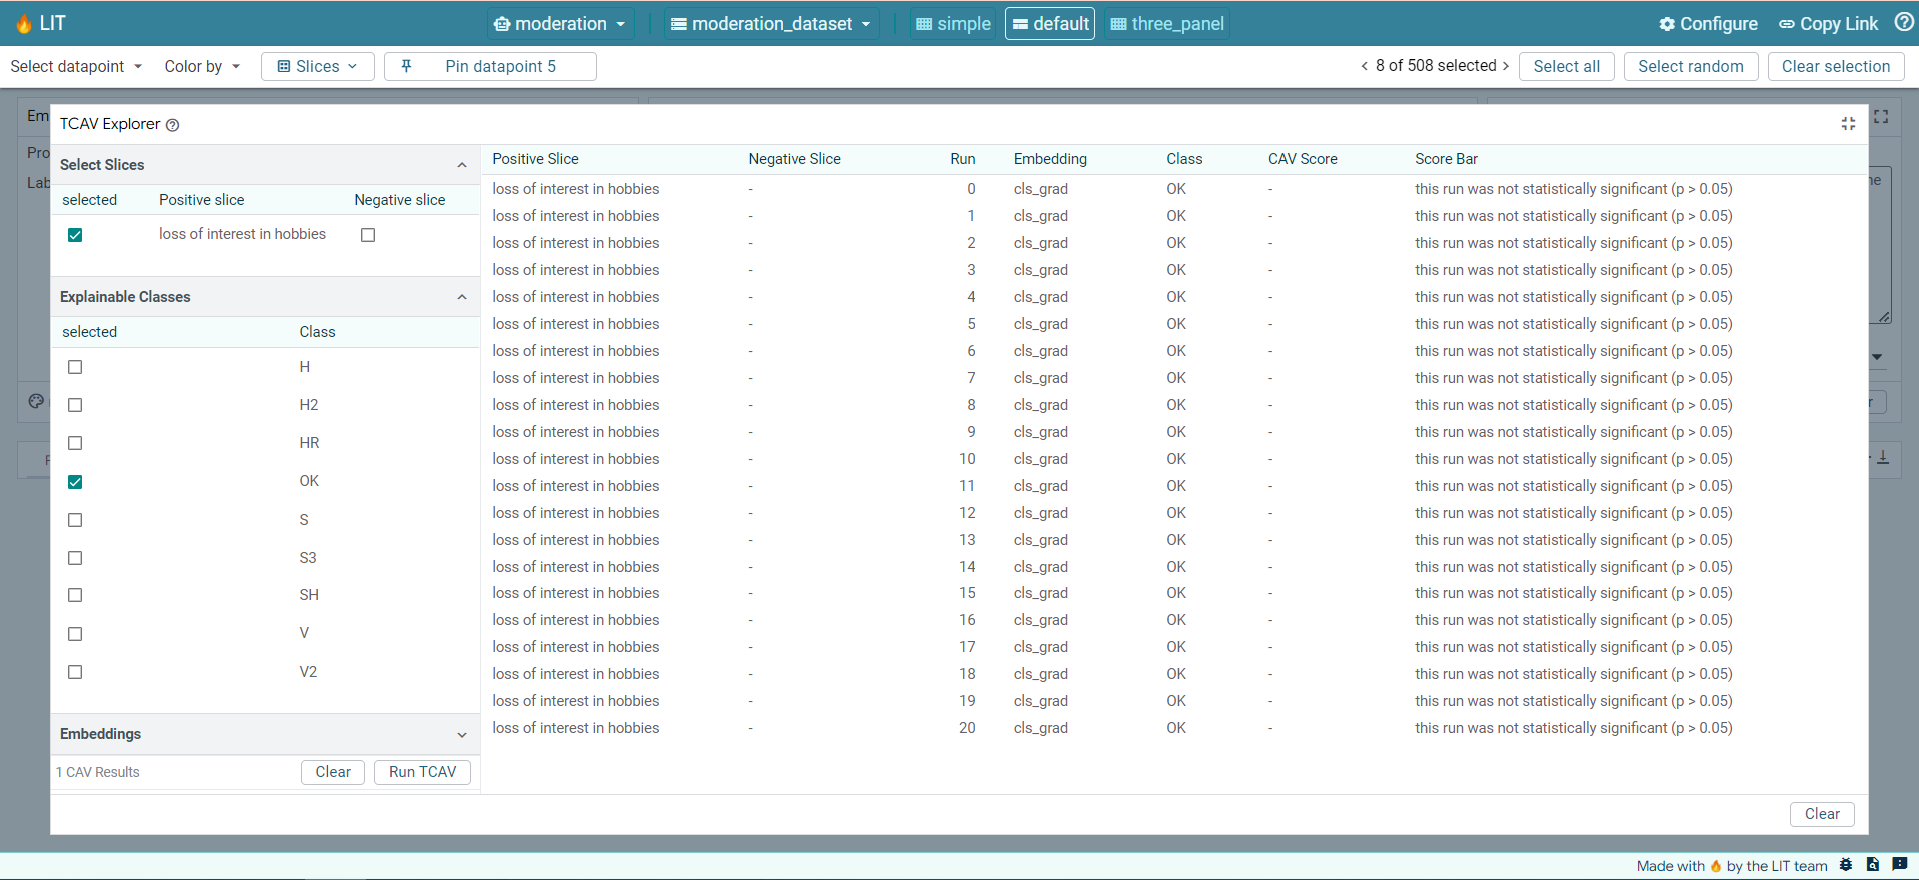 LIT
moderation
moderation_dataset
simple
default
three_panel
Configure
Copy Link
Select datapoint
Color by
Slices
Pin datapoint 5
8 of 508 selected
Select all
Select random
Clear selection
Em
Pro
Lab
TCAV Explorer
Select Slices
selected Positive slice Negative slice
loss of interest in hobbies
Explainable Classes
selected Class
H
H2
HR
OK
S
S3
SH
V
V2
Embeddings
1 CAV Results
Clear
Run TCAV
Positive Slice Negative Slice Run Embedding Class CAV Score Score Bar
loss of interest in hobbies - 0 cls_grad OK - this run was not statistically significant (p > 0.05)
loss of interest in hobbies - 1 cls_grad OK - this run was not statistically significant (p > 0.05)
loss of interest in hobbies - 2 cls_grad OK - this run was not statistically significant (p > 0.05)
loss of interest in hobbies - 3 cls_grad OK - this run was not statistically significant (p > 0.05)
loss of interest in hobbies - 4 cls_grad OK - this run was not statistically significant (p > 0.05)
loss of interest in hobbies - 5 cls_grad OK - this run was not statistically significant (p > 0.05)
loss of interest in hobbies - 6 cls_grad OK - this run was not statistically significant (p > 0.05)
loss of interest in hobbies - 7 cls_grad OK - this run was not statistically significant (p > 0.05)
loss of interest in hobbies - 8 cls_grad OK - this run was not statistically significant (p > 0.05)
loss of interest in hobbies - 9 cls_grad OK - this run was not statistically significant (p > 0.05)
loss of interest in hobbies - 10 cls_grad OK - this run was not statistically significant (p > 0.05)
loss of interest in hobbies - 11 cls_grad OK - this run was not statistically significant (p > 0.05)
loss of interest in hobbies - 12 cls_grad OK - this run was not statistically significant (p > 0.05)
loss of interest in hobbies - 13 cls_grad OK - this run was not statistically significant (p > 0.05)
loss of interest in hobbies - 14 cls_grad OK - this run was not statistically significant (p > 0.05)
loss of interest in hobbies - 15 cls_grad OK - this run was not statistically significant (p > 0.05)
loss of interest in hobbies - 16 cls_grad OK - this run was not statistically significant (p > 0.05)
loss of interest in hobbies - 17 cls_grad OK - this run was not statistically significant (p > 0.05)
loss of interest in hobbies - 18 cls_grad OK - this run was not statistically significant (p > 0.05)
loss of interest in hobbies - 19 cls_grad OK - this run was not statistically significant (p > 0.05)
loss of interest in hobbies - 20 cls_grad OK - this run was not statistically significant (p > 0.05)
Clear
Made with 🔥 by the LIT team